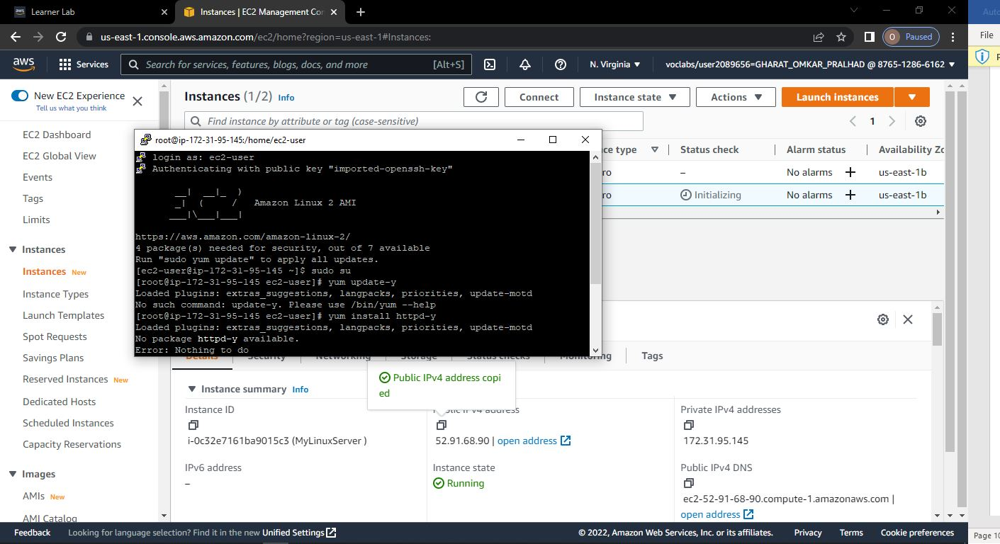 Learner Lab
Instances | EC2 Management Con
us-east-1.console.aws.amazon.com/ec2/home?region=us-east-1#Instances:
O Paused
Auto
File
aws
Services
Search for services, features, blogs, docs, and more [Alt+S]
N. Virginia
voclabs/user2089656=GHARAT_OMKAR_PRALHAD @ 8765-1286-6162
New EC2 Experience
Tell us what you think
EC2 Dashboard
EC2 Global View
Events
Tags
Limits
Instances
Instances New
Instance Types
Launch Templates
Spot Requests
Savings Plans
Reserved Instances New
Dedicated Hosts
Scheduled Instances
Capacity Reservations
Images
AMIs New
AMI Catalog
Instances (1/2) Info
Connect
Instance state
Actions
Launch instances
Find instance by attribute or tag (case-sensitive)
1
ce type
Status check
Alarm status
Availability Zo
ro – No alarms + us-east-1b
ro Initializing No alarms + us-east-1b
root@ip-172-31-95-145:/home/ec2-user
login as: ec2-user
Authenticating with public key "imported-openssh-key"
__| __|_ )
_| ( / Amazon Linux 2 AMI
___|\___|___|
https://aws.amazon.com/amazon-linux-2/
4 package(s) needed for security, out of 7 available
Run "sudo yum update" to apply all updates.
[ec2-user@ip-172-31-95-145 ~]$ sudo su
[root@ip-172-31-95-145 ec2-user]# yum update-y
Loaded plugins: extras_suggestions, langpacks, priorities, update-motd
No such command: update-y. Please use /bin/yum --help
[root@ip-172-31-95-145 ec2-user]# yum install httpd-y
Loaded plugins: extras_suggestions, langpacks, priorities, update-motd
No package httpd-y available.
Error: Nothing to do
Details
Security
Networking
Storage
Status checks
Monitoring
Tags
Public IPv4 address copi
ed
Instance summary Info
Instance ID
i-0c32e7161ba9015c3 (MyLinuxServer )
Public IPv4 address
52.91.68.90 | open address
Private IPv4 addresses
172.31.95.145
IPv6 address
–
Instance state
Running
Public IPv4 DNS
ec2-52-91-68-90.compute-1.amazonaws.com |
open address
Feedback
Looking for language selection? Find it in the new Unified Settings
© 2022, Amazon Web Services, Inc. or its affiliates.
Privacy
Terms
Cookie preferences
Page 10